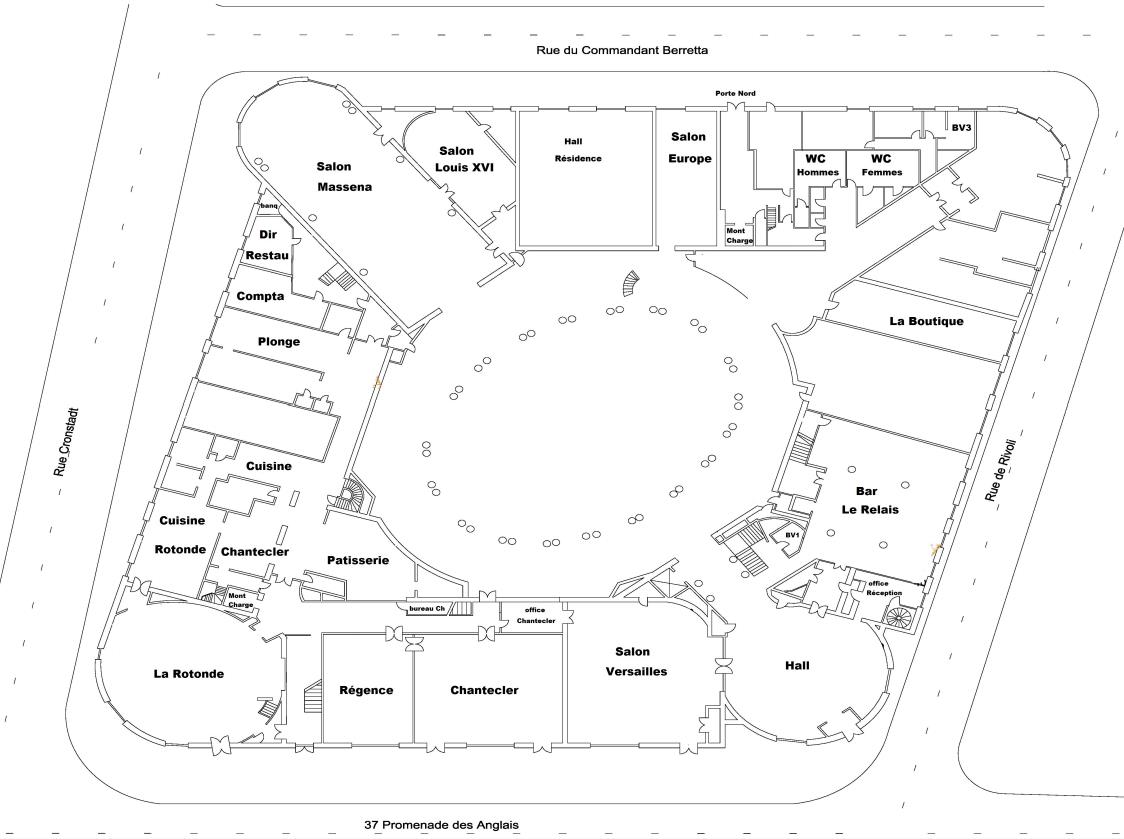 Rue du Commandant Berretta
Porte Nord
BV3
Salon
Massena
Salon
Louis XVI
Hall
Résidence
Salon
Europe
WC
Hommes
WC
Femmes
banq
Dir
Restau
Mont
Charge
Compta
Plonge
La Boutique
Rue Cronstadt
Rue de Rivoli
Cuisine
Bar
Le Relais
Cuisine
Rotonde
Chantecler
Patisserie
BV1
Mont
Charge
bureau Ch
office
Chantecler
office
Réception
La Rotonde
Régence
Chantecler
Salon
Versailles
Hall
37 Promenade des Anglais